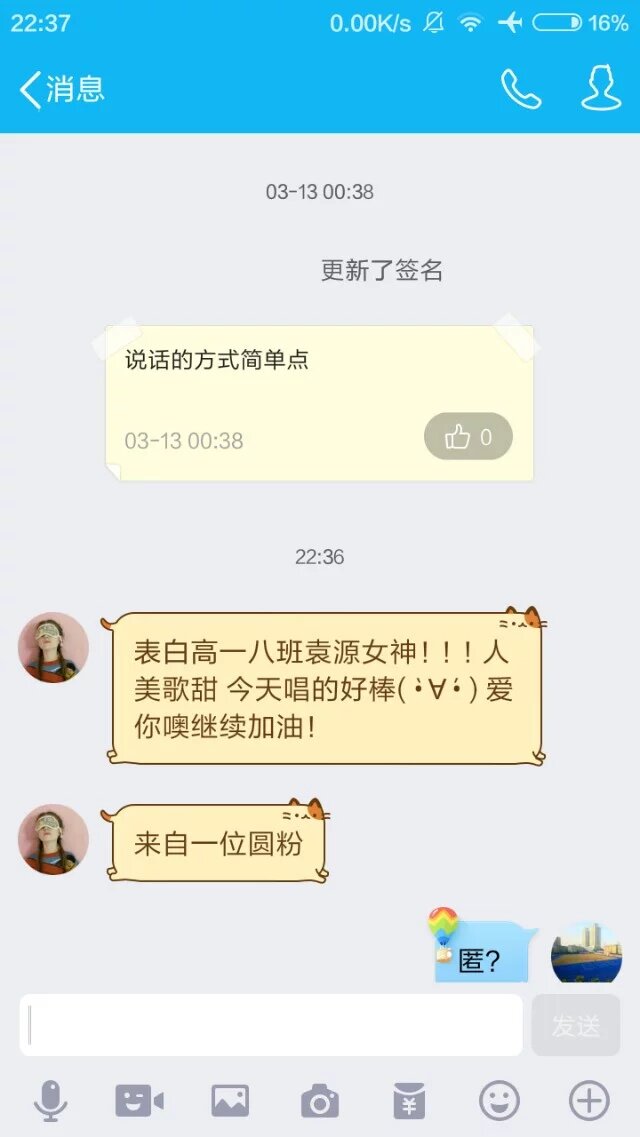 22:37 0.00K/s 16%
消息
03-13 00:38
更新了签名
说话的方式简单点
03-13 00:38 0
22:36
表白高一八班袁源女神!!!人
美歌甜 今天唱的好棒(•̀∀•́) 爱
你噢继续加油!
来自一位圆粉
匿?
发送
¥